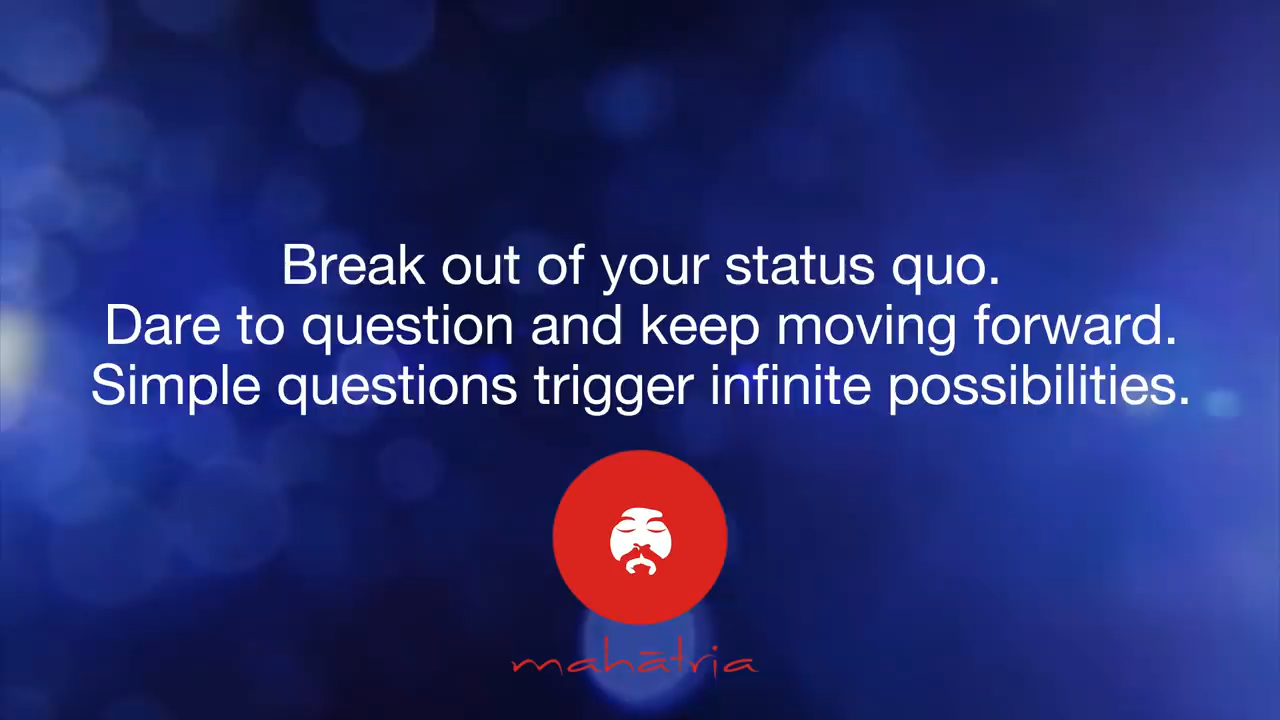 Break out of your status quo.
Dare to question and keep moving forward.
Simple questions trigger infinite possibilities.
mahātria